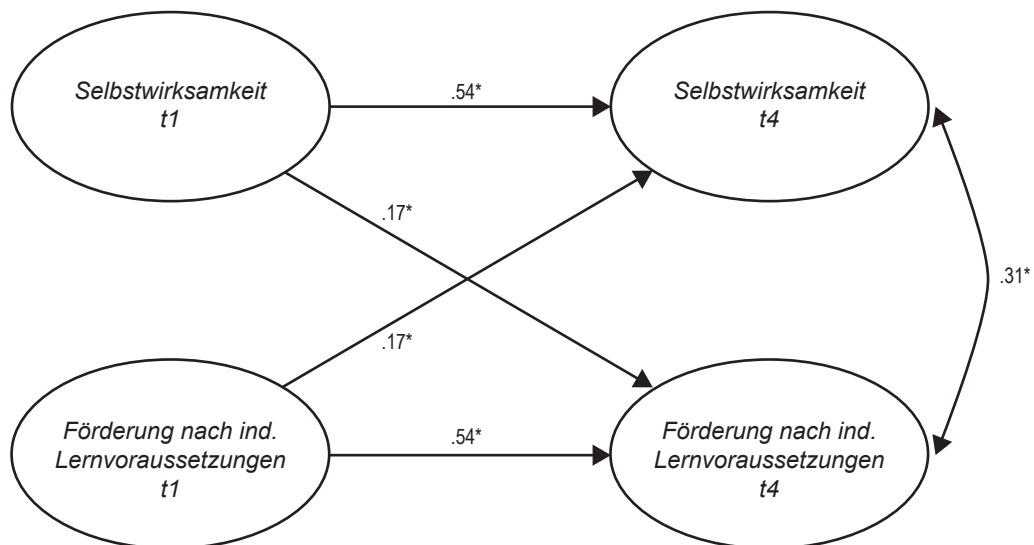 Selbstwirksamkeit
t1
.54*
Selbstwirksamkeit
t4
.17*
.31*
.17*
Förderung nach ind.
Lernvoraussetzungen
t1
.54*
Förderung nach ind.
Lernvoraussetzungen
t4